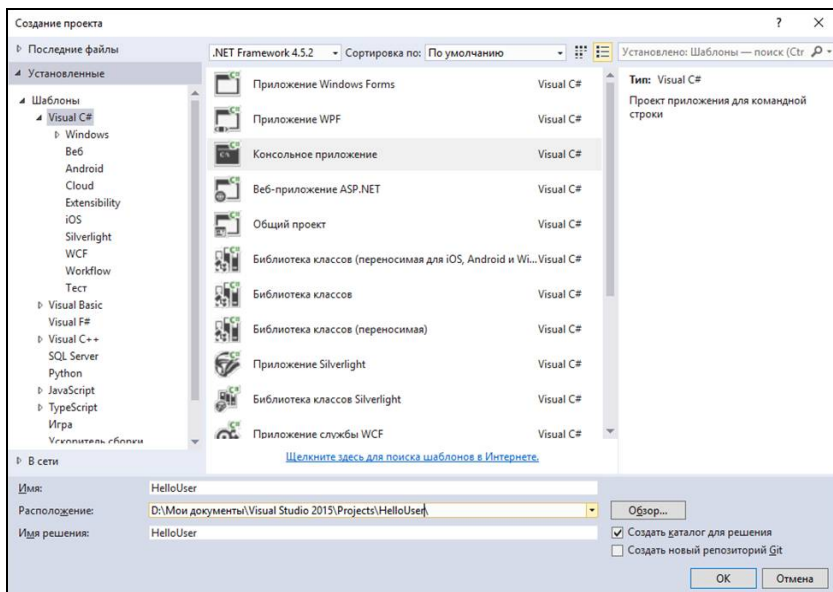 Создание проекта
? ×
Последние файлы
.NET Framework 4.5.2
Сортировка по: По умолчанию
Установлено: Шаблоны — поиск (Ctr
Установленные
Шаблоны
Visual C#
Windows
Веб
Android
Cloud
Extensibility
iOS
Silverlight
WCF
Workflow
Тест
Visual Basic
Visual F#
Visual C++
SQL Server
Python
JavaScript
TypeScript
Игра
Ускоритель сборки
В сети
Приложение Windows Forms Visual C#
Приложение WPF Visual C#
Консольное приложение Visual C#
Веб-приложение ASP.NET Visual C#
Общий проект Visual C#
Библиотека классов (переносимая для iOS, Android и Wi... Visual C#
Библиотека классов Visual C#
Библиотека классов (переносимая) Visual C#
Приложение Silverlight Visual C#
Библиотека классов Silverlight Visual C#
Приложение службы WCF Visual C#
Щелкните здесь для поиска шаблонов в Интернете.
Тип: Visual C#
Проект приложения для командной
строки
Имя: HelloUser
Расположение: D:\Мои документы\Visual Studio 2015\Projects\HelloUser\
Обзор...
Имя решения: HelloUser
Создать каталог для решения
Создать новый репозиторий Git
OK Отмена